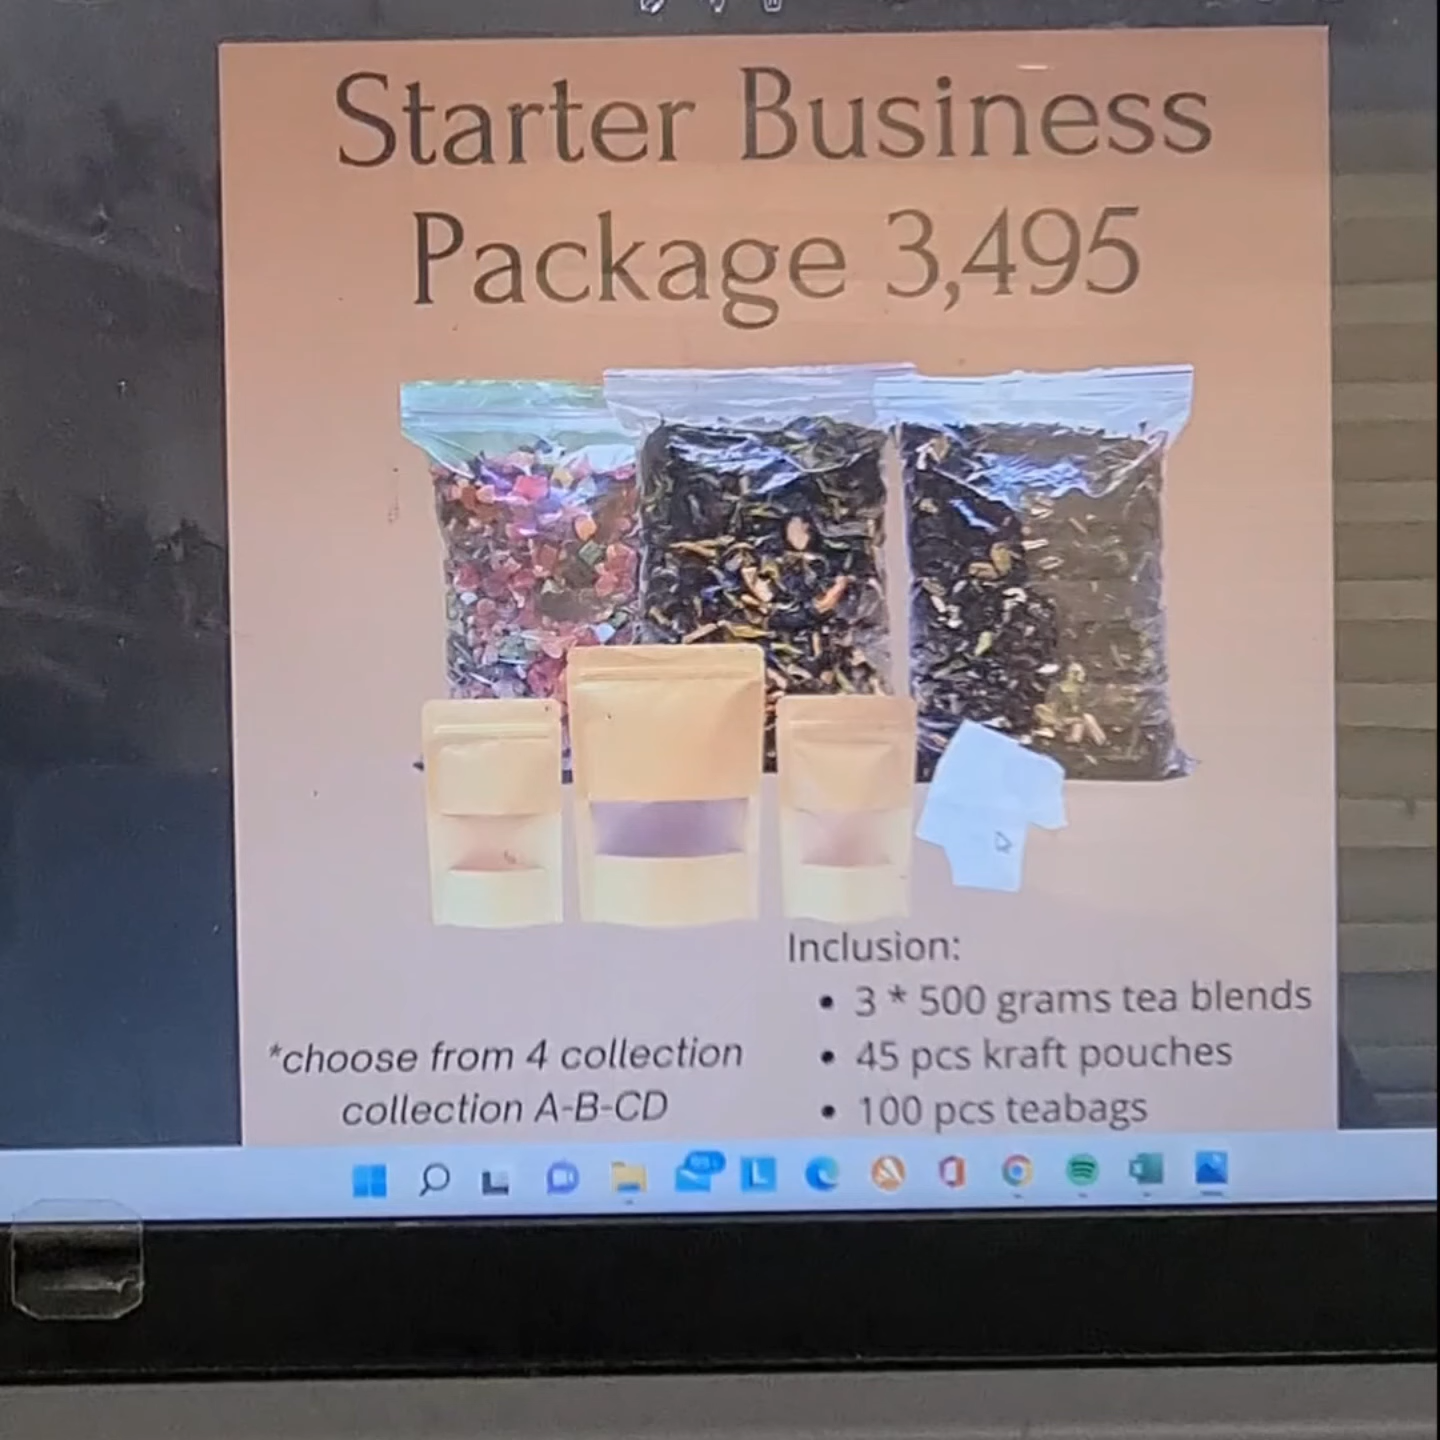 Starter Business
Package 3,495
Inclusion:
• 3 * 500 grams tea blends
• 45 pcs kraft pouches
• 100 pcs teabags
*choose from 4 collection
collection A-B-CD